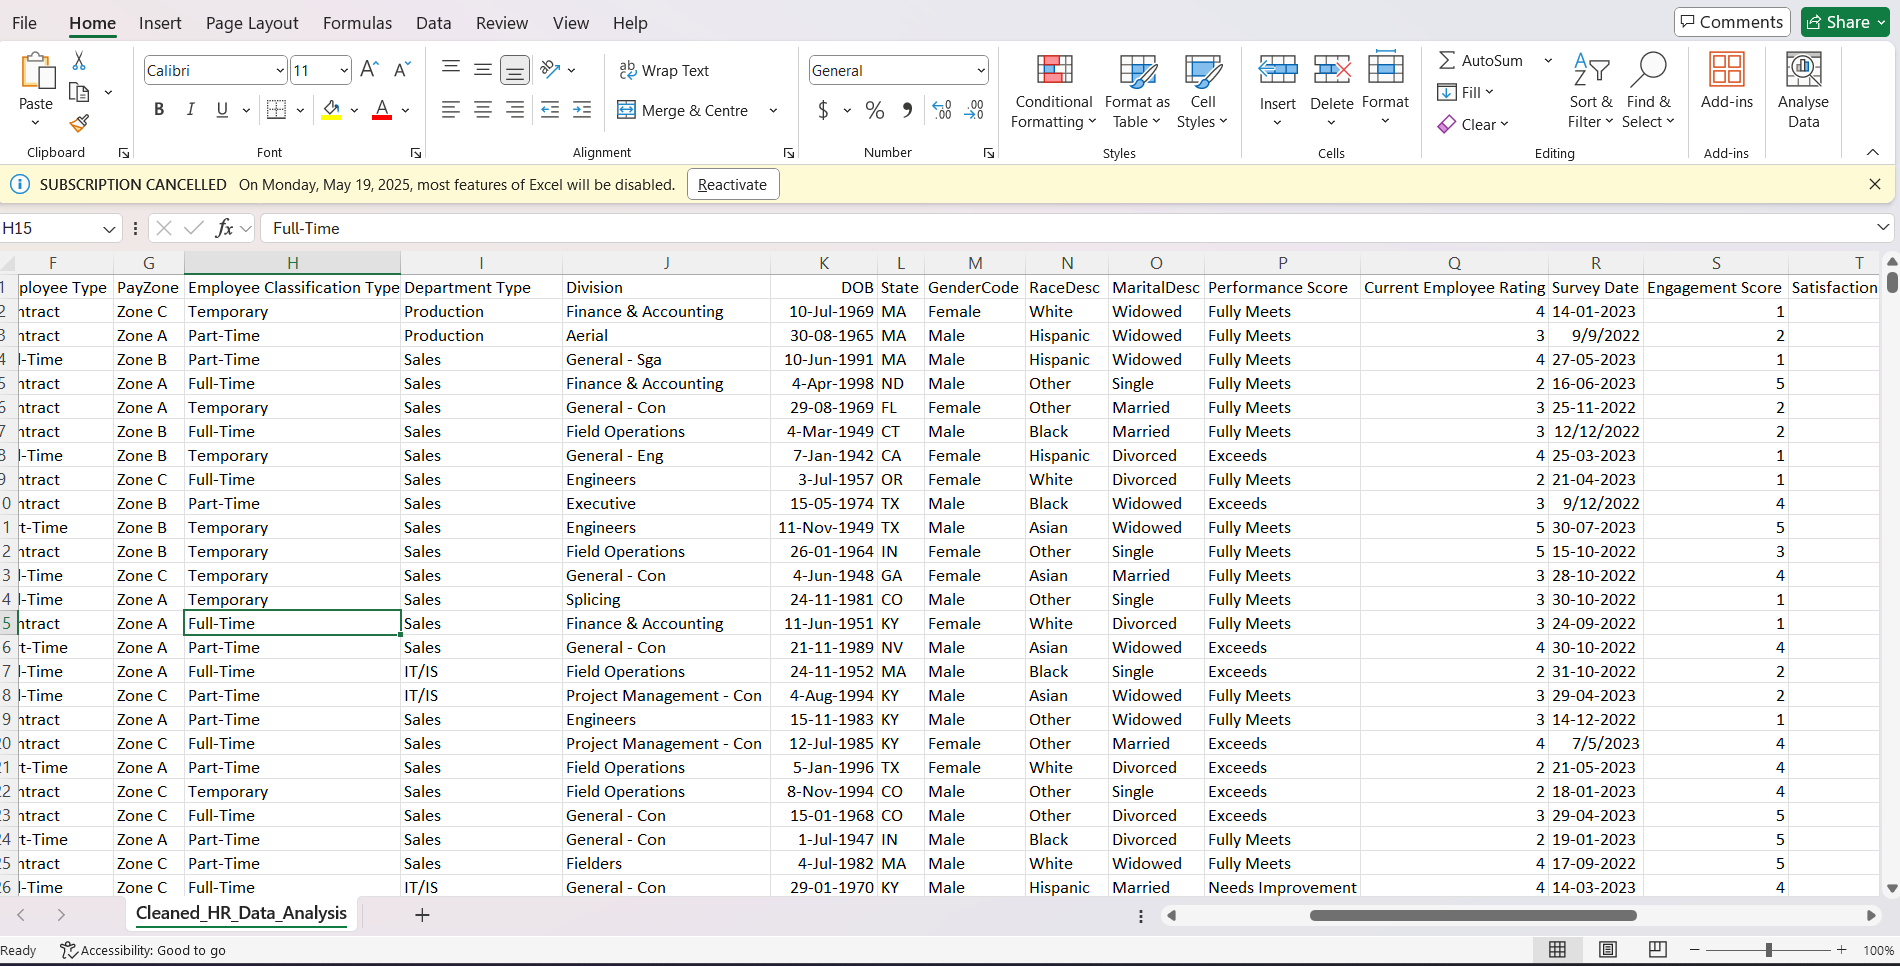 File Home Insert Page Layout Formulas Data Review View Help Comments Share
Calibri 11 Wrap Text General AutoSum
Paste Merge & Centre $ % Conditional Formatting Format as Table Cell Styles Insert Delete Format Fill Clear Sort & Filter Find & Select Add-ins Analyse Data
B I U
Clipboard Font Alignment Number Styles Cells Editing Add-ins
SUBSCRIPTION CANCELLED On Monday, May 19, 2025, most features of Excel will be disabled. Reactivate
H15 fx Full-Time
F G H I J K L M N O P Q R S T
1 ployee Type PayZone Employee Classification Type Department Type Division DOB State GenderCode RaceDesc MaritalDesc Performance Score Current Employee Rating Survey Date Engagement Score Satisfaction
2 ntract Zone C Temporary Production Finance & Accounting 10-Jul-1969 MA Female White Widowed Fully Meets 4 14-01-2023 1
3 ntract Zone A Part-Time Production Aerial 30-08-1965 MA Male Hispanic Widowed Fully Meets 3 9/9/2022 2
4 l-Time Zone B Part-Time Sales General - Sga 10-Jun-1991 MA Male Hispanic Widowed Fully Meets 4 27-05-2023 1
5 ntract Zone A Full-Time Sales Finance & Accounting 4-Apr-1998 ND Male Other Single Fully Meets 2 16-06-2023 5
6 ntract Zone A Temporary Sales General - Con 29-08-1969 FL Female Other Married Fully Meets 3 25-11-2022 2
7 ntract Zone B Full-Time Sales Field Operations 4-Mar-1949 CT Male Black Married Fully Meets 3 12/12/2022 2
8 l-Time Zone B Temporary Sales General - Eng 7-Jan-1942 CA Female Hispanic Divorced Exceeds 4 25-03-2023 1
9 ntract Zone C Full-Time Sales Engineers 3-Jul-1957 OR Female White Divorced Fully Meets 2 21-04-2023 1
0 ntract Zone B Part-Time Sales Executive 15-05-1974 TX Male Black Widowed Exceeds 3 9/12/2022 4
1 t-Time Zone B Temporary Sales Engineers 11-Nov-1949 TX Male Asian Widowed Fully Meets 5 30-07-2023 5
2 ntract Zone B Temporary Sales Field Operations 26-01-1964 IN Female Other Single Fully Meets 5 15-10-2022 3
3 l-Time Zone C Temporary Sales General - Con 4-Jun-1948 GA Female Asian Married Fully Meets 3 28-10-2022 4
4 l-Time Zone A Temporary Sales Splicing 24-11-1981 CO Male Other Single Fully Meets 3 30-10-2022 1
5 ntract Zone A Full-Time Sales Finance & Accounting 11-Jun-1951 KY Female White Divorced Fully Meets 3 24-09-2022 1
6 t-Time Zone A Part-Time Sales General - Con 21-11-1989 NV Male Asian Widowed Exceeds 4 30-10-2022 4
7 l-Time Zone A Full-Time IT/IS Field Operations 24-11-1952 MA Male Black Single Exceeds 2 31-10-2022 2
8 ntract Zone C Part-Time IT/IS Project Management - Con 4-Aug-1994 KY Male Asian Widowed Fully Meets 3 29-04-2023 2
9 ntract Zone A Part-Time Sales Engineers 15-11-1983 KY Male Other Widowed Fully Meets 3 14-12-2022 1
20 ntract Zone C Full-Time Sales Project Management - Con 12-Jul-1985 KY Female Other Married Exceeds 4 7/5/2023 4
21 t-Time Zone A Part-Time Sales Field Operations 5-Jan-1996 TX Female White Divorced Exceeds 2 21-05-2023 4
22 ntract Zone C Temporary Sales Field Operations 8-Nov-1994 CO Male Other Single Exceeds 2 18-01-2023 4
23 ntract Zone C Full-Time Sales General - Con 15-01-1968 CO Male Other Divorced Exceeds 3 29-04-2023 5
24 t-Time Zone A Part-Time Sales General - Con 1-Jul-1947 IN Male Black Divorced Fully Meets 2 19-01-2023 5
25 ntract Zone C Part-Time Sales Fielders 4-Jul-1982 MA Male White Widowed Fully Meets 4 17-09-2022 5
26 l-Time Zone C Full-Time IT/IS General - Con 29-01-1970 KY Male Hispanic Married Needs Improvement 4 14-03-2023 4
Cleaned_HR_Data_Analysis
Ready Accessibility: Good to go 100%